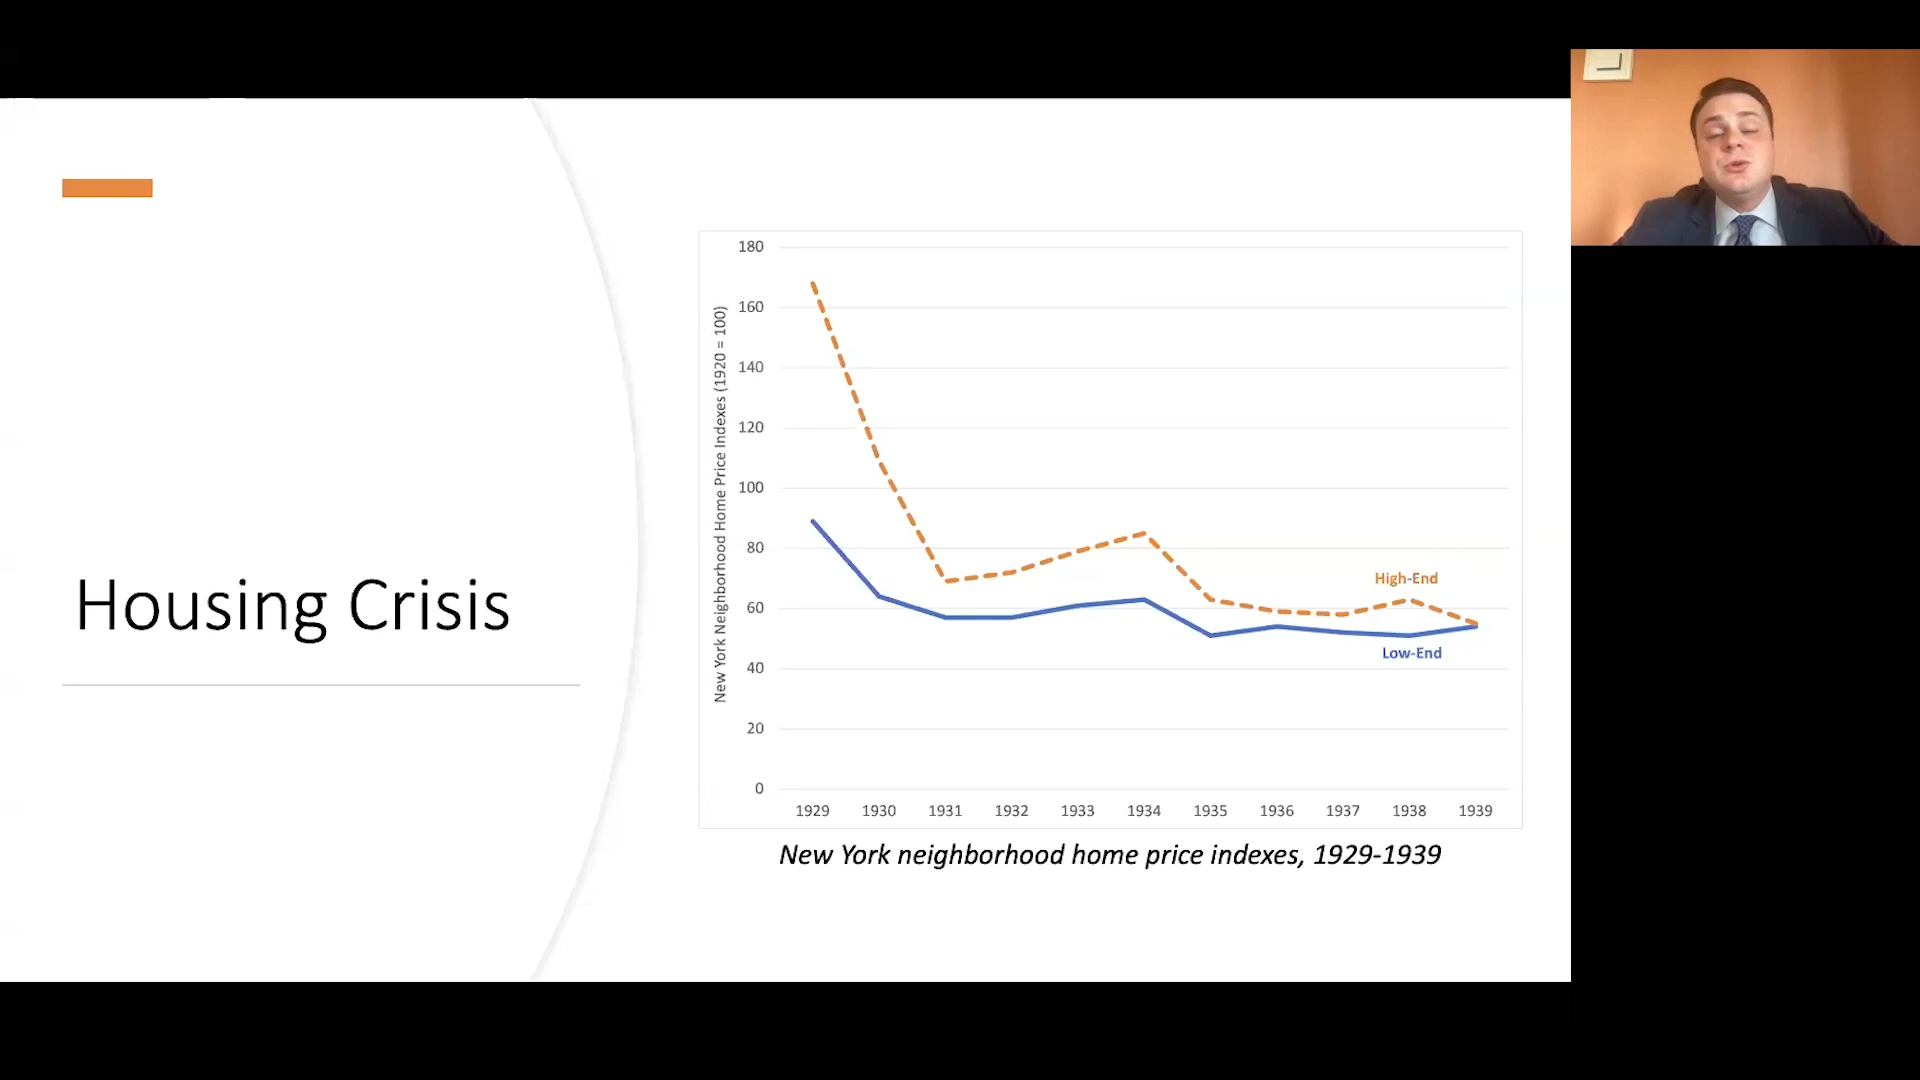 Housing Crisis
New York Neighborhood Home Price Indexes (1920 = 100)
180
160
140
120
100
80
60
40
20
0
High-End
Low-End
1929 1930 1931 1932 1933 1934 1935 1936 1937 1938 1939
New York neighborhood home price indexes, 1929-1939